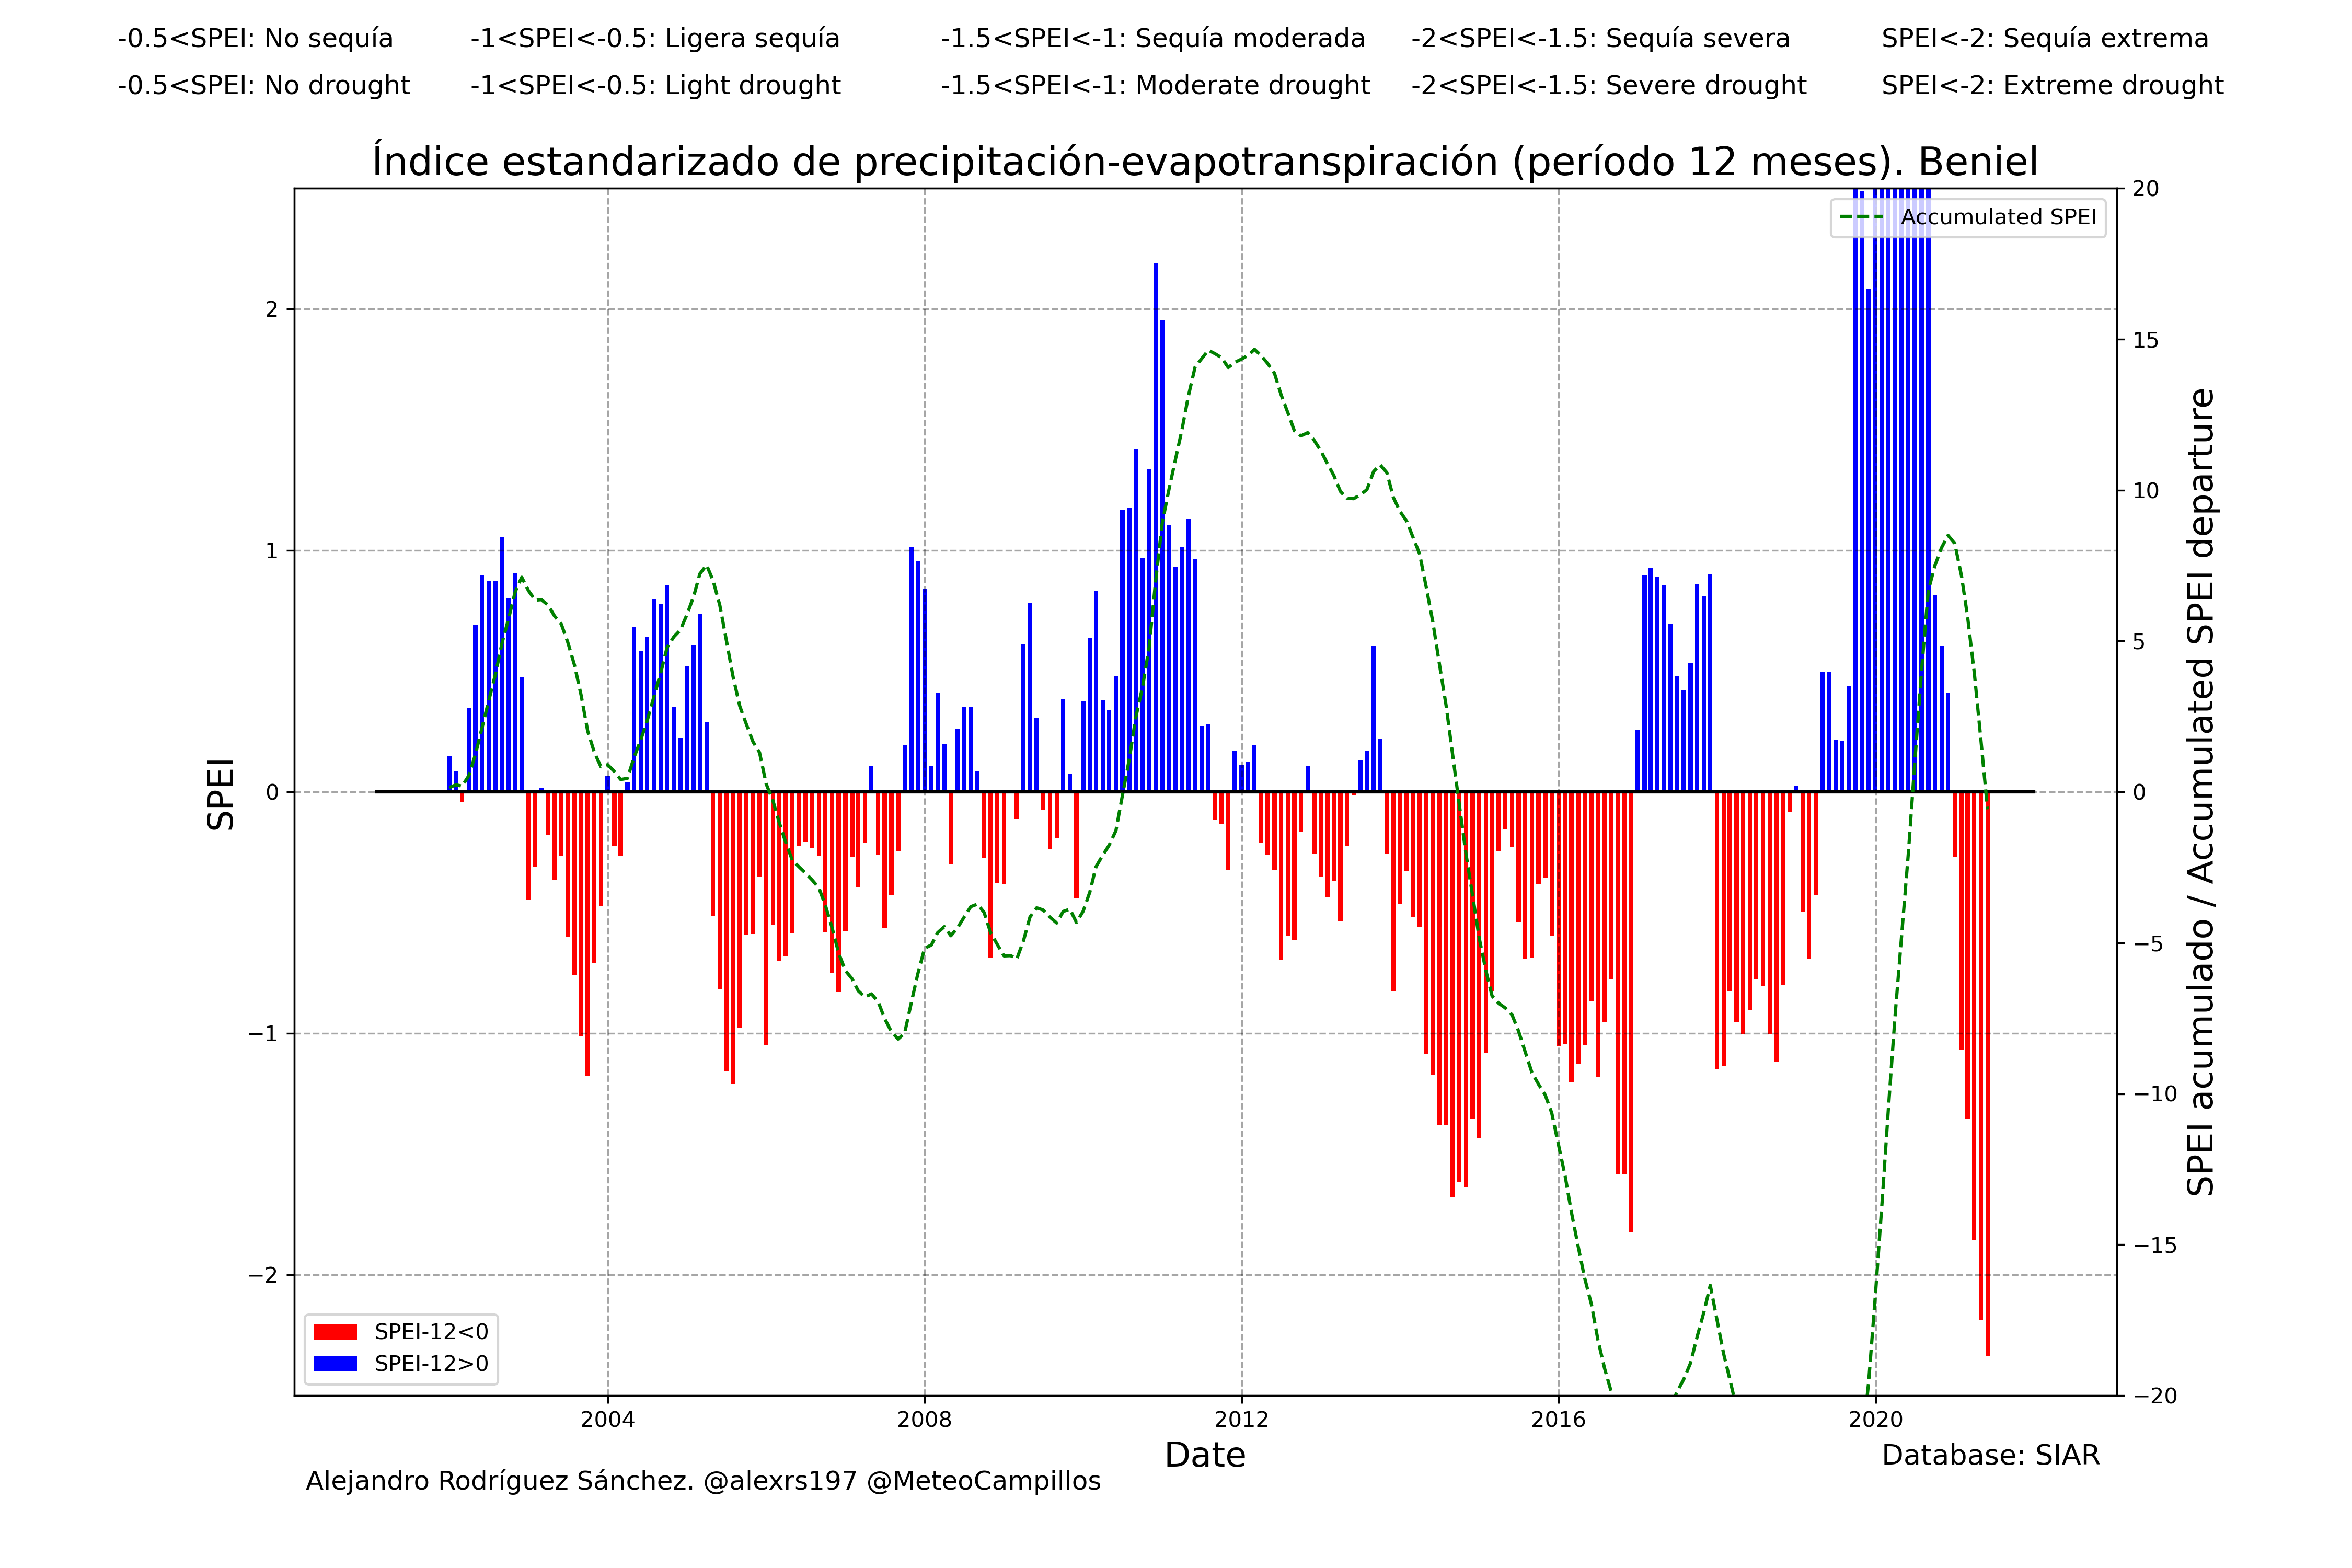 -0.5<SPEI: No sequía -1<SPEI<-0.5: Ligera sequía -1.5<SPEI<-1: Sequía moderada -2<SPEI<-1.5: Sequía severa SPEI<-2: Sequía extrema
-0.5<SPEI: No drought -1<SPEI<-0.5: Light drought -1.5<SPEI<-1: Moderate drought -2<SPEI<-1.5: Severe drought SPEI<-2: Extreme drought
Índice estandarizado de precipitación-evapotranspiración (período 12 meses). Beniel
Accumulated SPEI
SPEI
2
1
0
−1
−2
20
15
10
5
0
−5
−10
−15
−20
SPEI acumulado / Accumulated SPEI departure
SPEI-12<0
SPEI-12>0
2004 2008 2012 2016 2020
Date
Database: SIAR
Alejandro Rodríguez Sánchez. @alexrs197 @MeteoCampillos